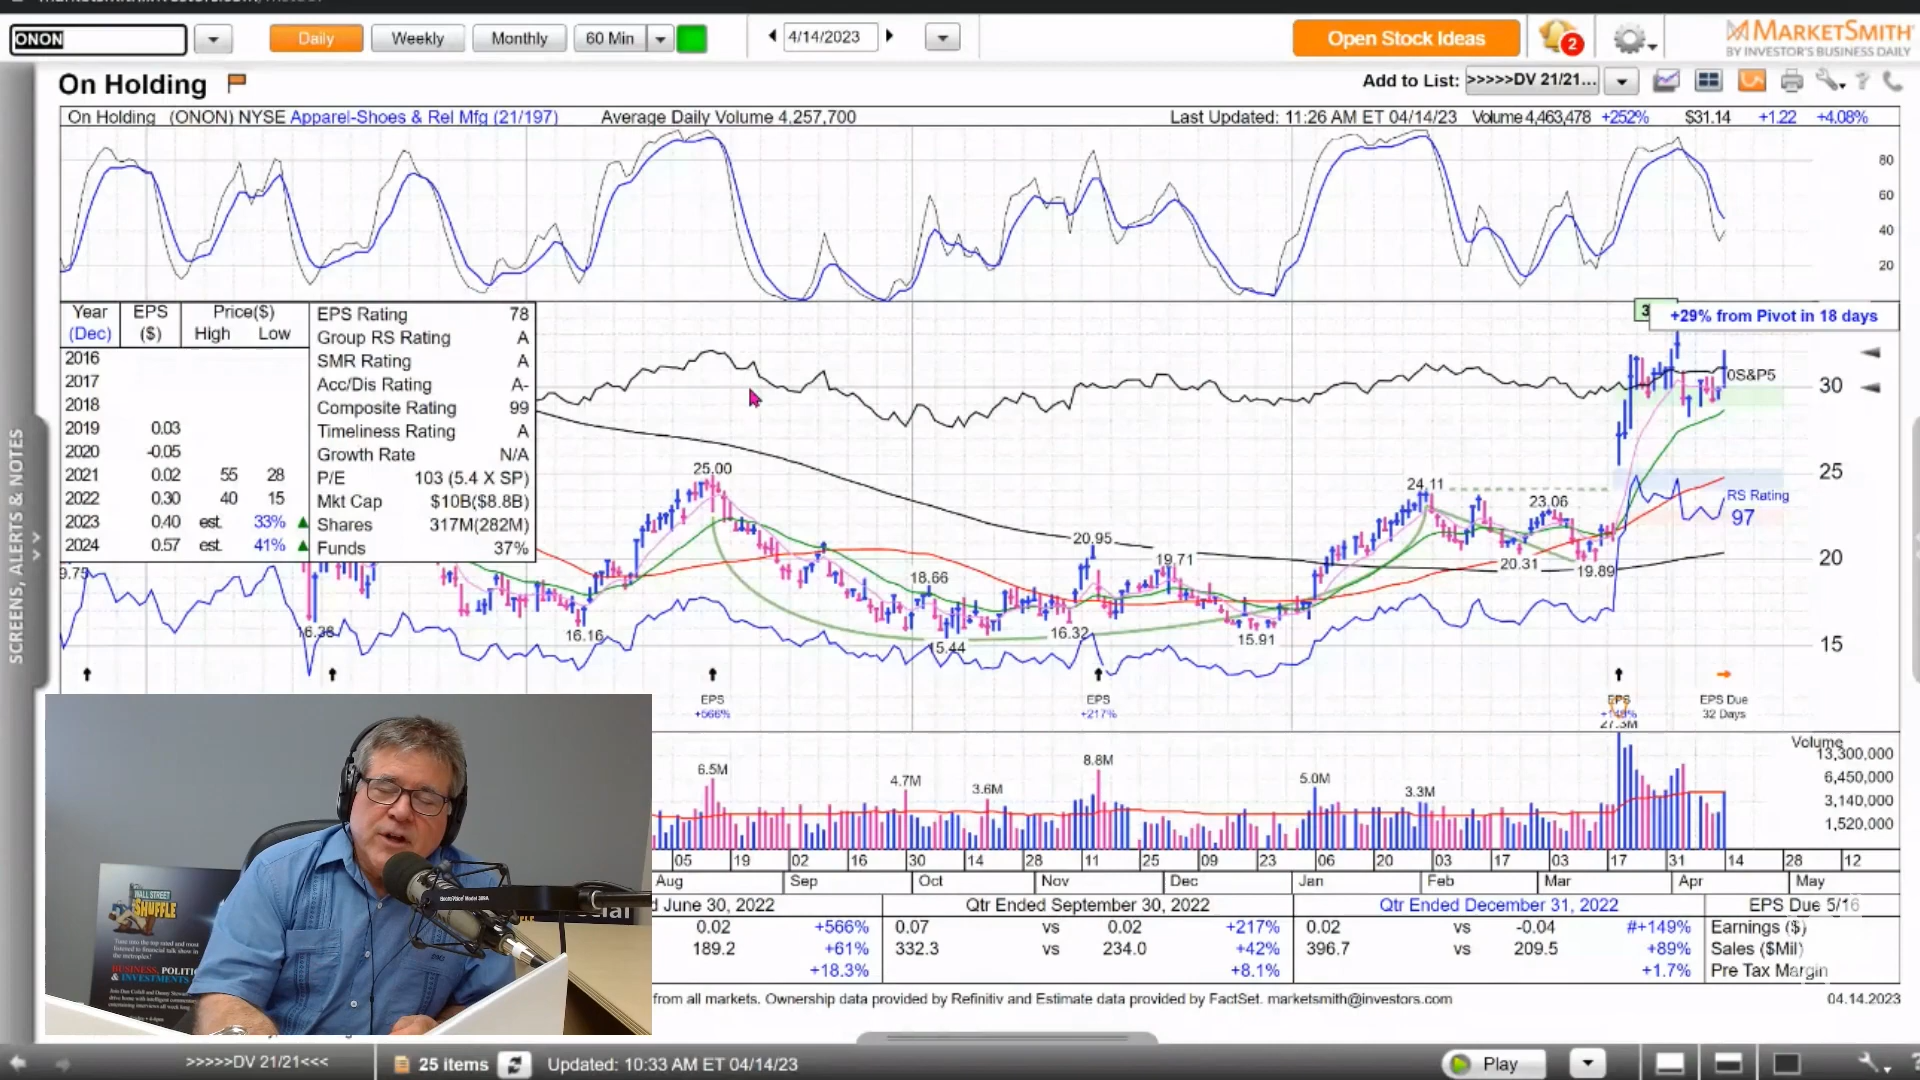 ONON
Daily
Weekly
Monthly
60 Min
4/14/2023
Open Stock Ideas
2
MARKETSMITH
BY INVESTOR'S BUSINESS DAILY
On Holding
Add to List: >>>>>DV 21/21...
On Holding (ONON) NYSE Apparel-Shoes & Rel Mfg (21/197) Average Daily Volume 4,257,700 Last Updated: 11:26 AM ET 04/14/23 Volume 4,463,478 +252% $31.14 +1.22 +4.08%
80
60
40
20
Year EPS Price($)
(Dec) ($) High Low
2016
2017
2018
2019 0.03
2020 -0.05
2021 0.02 55 28
2022 0.30 40 15
2023 0.40 est. 33%
2024 0.57 est. 41%
EPS Rating 78
Group RS Rating A
SMR Rating A
Acc/Dis Rating A-
Composite Rating 99
Timeliness Rating A
Growth Rate N/A
P/E 103 (5.4 X SP)
Mkt Cap $10B($8.8B)
Shares 317M(282M)
Funds 37%
3
+29% from Pivot in 18 days
0S&P5
30
25
20
15
RS Rating
97
25.00
24.11
23.06
20.95
19.71
20.31
19.89
18.66
9.75
16.38
16.16
15.44
16.32
15.91
EPS
+566%
EPS
+217%
EPS
+149%
27.3M
EPS Due
32 Days
Volume
13,300,000
6,450,000
3,140,000
1,520,000
6.5M
4.7M
3.6M
8.8M
5.0M
3.3M
05 19 02 16 30 14 28 11 25 09 23 06 20 03 17 03 17 31 14 28 12
Aug Sep Oct Nov Dec Jan Feb Mar Apr May
d June 30, 2022 Qtr Ended September 30, 2022 Qtr Ended December 31, 2022 EPS Due 5/16
0.02 +566% 0.07 vs 0.02 +217% 0.02 vs -0.04 #+149% Earnings ($)
189.2 +61% 332.3 vs 234.0 +42% 396.7 vs 209.5 +89% Sales ($Mil)
+18.3% +8.1% +1.7% Pre Tax Margin
from all markets. Ownership data provided by Refinitiv and Estimate data provided by FactSet. marketsmith@investors.com 04.14.2023
SCREENS, ALERTS & NOTES
WALL STREET
SHUFFLE
BUSINESS, POLITI
& INVESTMENTS
>>>>>DV 21/21<<<
25 items
Updated: 10:33 AM ET 04/14/23
Play